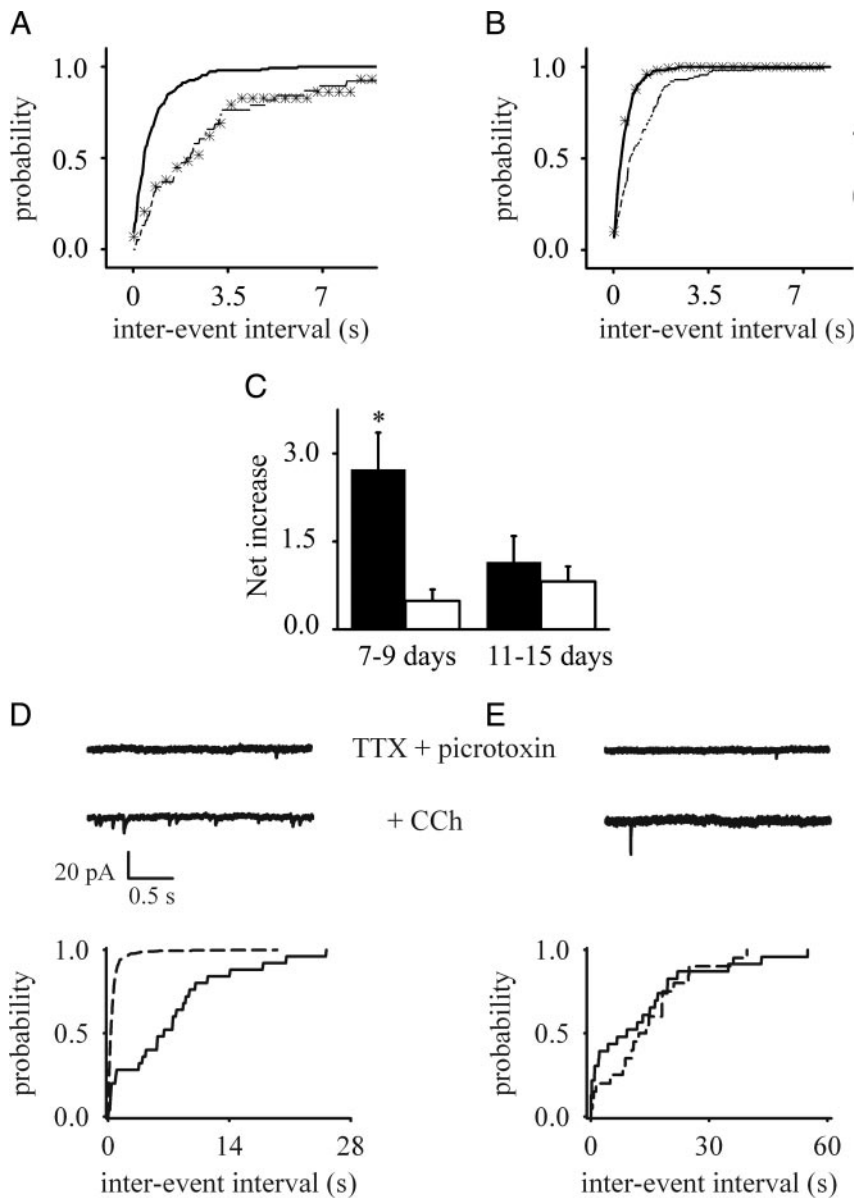 A
B
probability
1.0
0.5
0.0
0 3.5 7
inter-event interval (s)
probability
1.0
0.5
0.0
0 3.5 7
inter-event interval (s)
C
Net increase
3.0
1.5
0.0
*
7-9 days 11-15 days
D
E
TTX + picrotoxin
+ CCh
20 pA
0.5 s
probability
1.0
0.5
0.0
0 14 28
inter-event interval (s)
probability
1.0
0.5
0.0
0 30 60
inter-event interval (s)